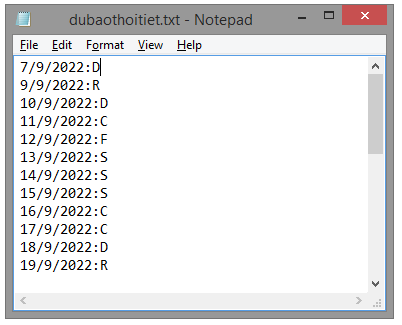 dubaothoitiet.txt - Notepad
File Edit Format View Help
7/9/2022:D
9/9/2022:R
10/9/2022:D
11/9/2022:C
12/9/2022:F
13/9/2022:S
14/9/2022:S
15/9/2022:S
16/9/2022:C
17/9/2022:C
18/9/2022:D
19/9/2022:R